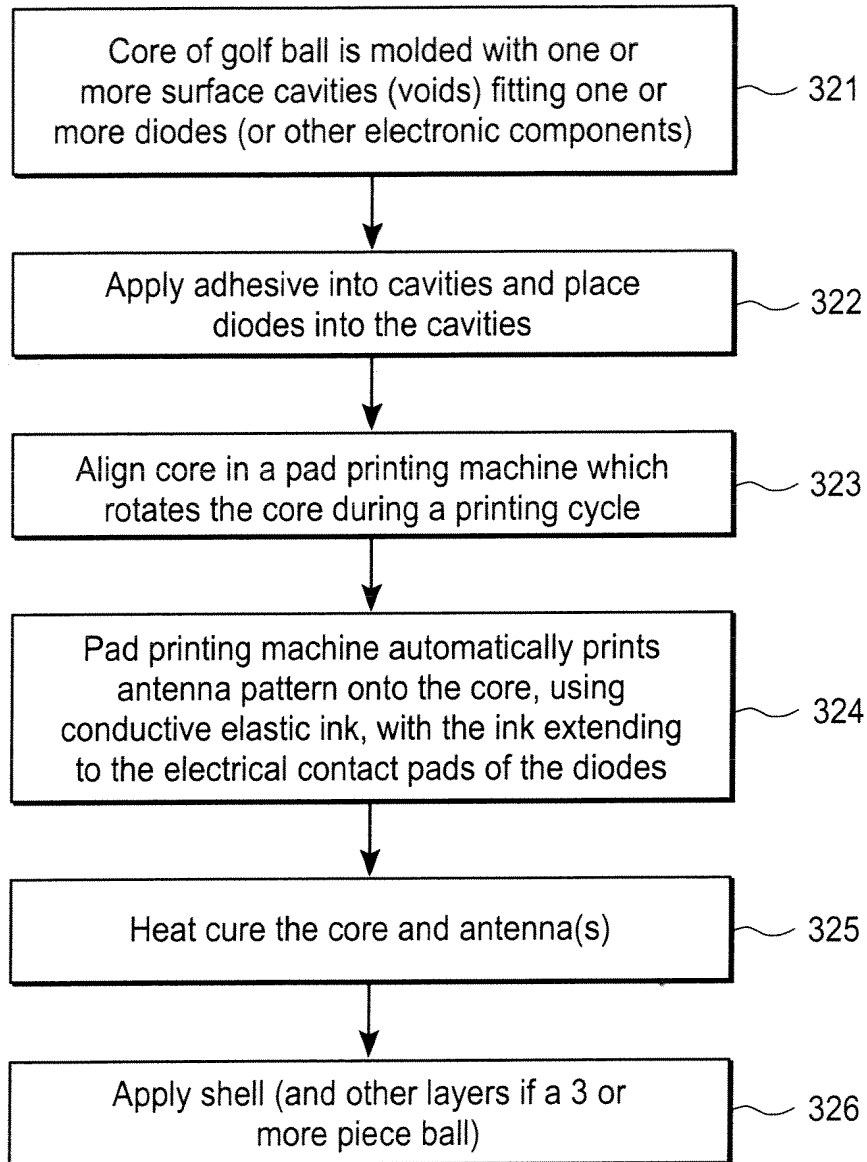 Core of golf ball is molded with one or
more surface cavities (voids) fitting one or
more diodes (or other electronic components)
321
Apply adhesive into cavities and place
diodes into the cavities
322
Align core in a pad printing machine which
rotates the core during a printing cycle
323
Pad printing machine automatically prints
antenna pattern onto the core, using
conductive elastic ink, with the ink extending
to the electrical contact pads of the diodes
324
Heat cure the core and antenna(s)
325
Apply shell (and other layers if a 3 or
more piece ball)
326